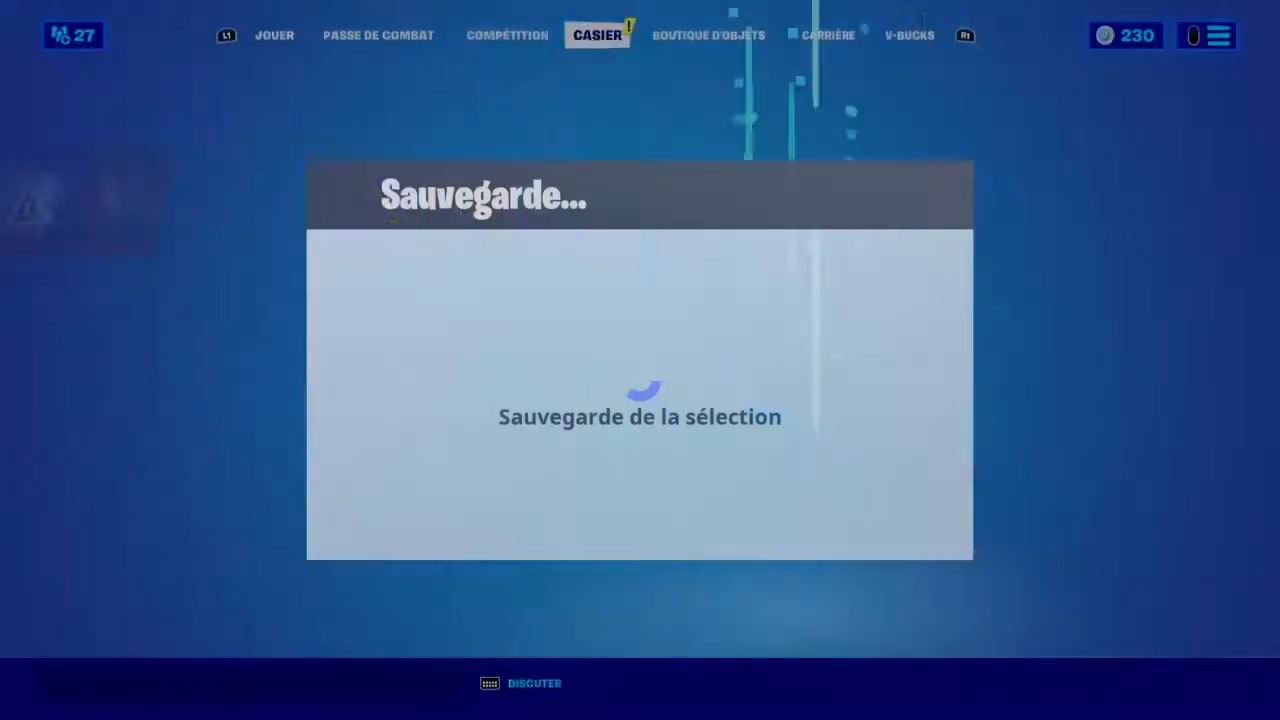 27
L1 JOUER PASSE DE COMBAT COMPÉTITION CASIER ! BOUTIQUE D'OBJETS CARRIÈRE V-BUCKS R1
230
Sauvegarde...
Sauvegarde de la sélection
DISCUTER